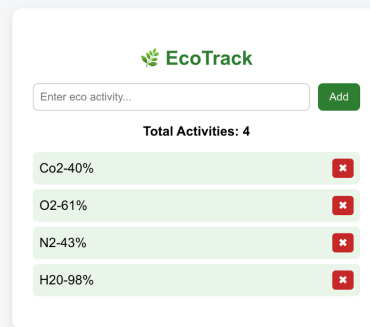 🌿 EcoTrack
Enter eco activity...
Add
Total Activities: 4
Co2-40%
✖
O2-61%
✖
N2-43%
✖
H20-98%
✖